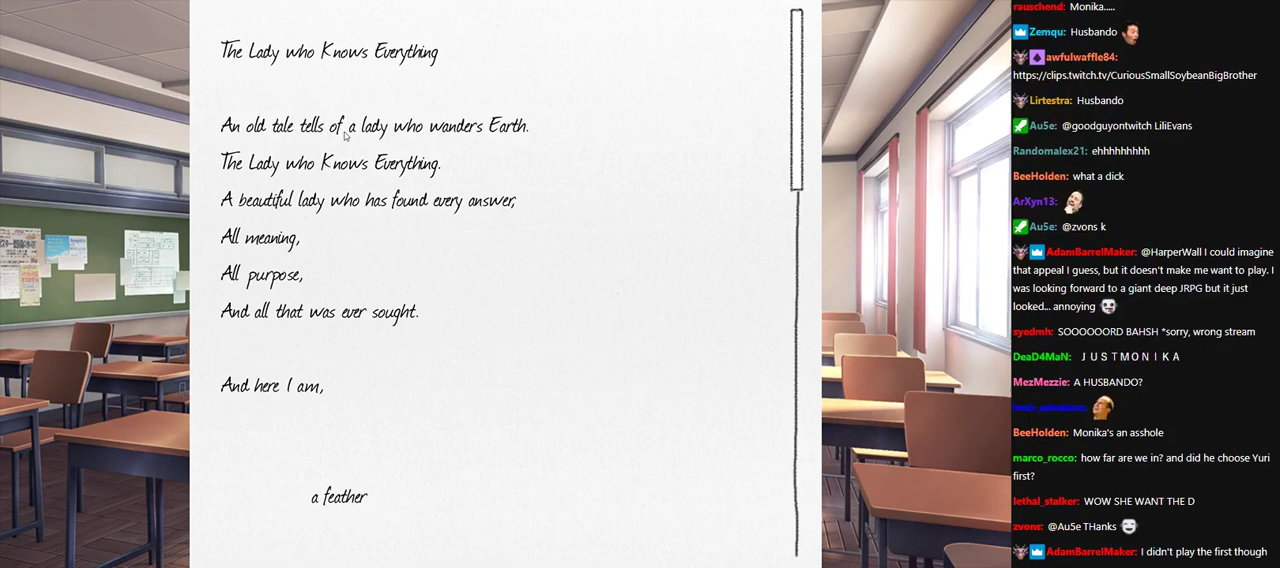 The Lady who Knows Everything
An old tale tells of a lady who wanders Earth.
The Lady who Knows Everything.
A beautiful lady who has found every answer,
All meaning,
All purpose,
And all that was ever sought.
And here I am,
a feather
rauschend: Monika.....
Zemqu: Husbando
awfulwaffle84:
https://clips.twitch.tv/CuriousSmallSoybeanBigBrother
Lirtestra: Husbando
Au5e: @goodguyontwitch LiliEvans
Randomalex21: ehhhhhhhhh
BeeHolden: what a dick
ArXyn13:
Au5e: @zvons k
AdamBarrelMaker: @HarperWall I could imagine
that appeal I guess, but it doesn't make me want to play. I
was looking forward to a giant deep JRPG but it just
looked... annoying
syedmh: SOOOOOORD BAHSH *sorry, wrong stream
DeaD4MaN: J U S T M O N I K A
MezMezzie: A HUSBANDO?
BeeHolden: Monika's an asshole
marco_rocco: how far are we in? and did he choose Yuri
first?
lethal_stalker: WOW SHE WANT THE D
zvons: @Au5e THanks
AdamBarrelMaker: I didn't play the first though